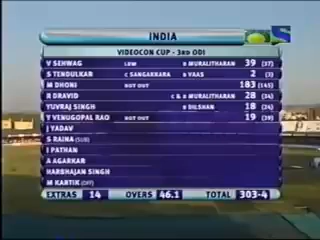 INDIA
VIDEOCON CUP - 3RD ODI
V SEHWAG LBW B MURALITHARAN 39 (37)
S TENDULKAR C SANGAKKARA B VAAS 2 (3)
M DHONI NOT OUT 183 (145)
R DRAVID C & B MURALITHARAN 28 (34)
YUVRAJ SINGH B DILSHAN 18 (24)
Y VENUGOPAL RAO NOT OUT 19 (39)
J YADAV
S RAINA (SUB)
I PATHAN
A AGARKAR
HARBHAJAN SINGH
M KARTIK (OFF)
EXTRAS 14 OVERS 46.1 TOTAL 303-4